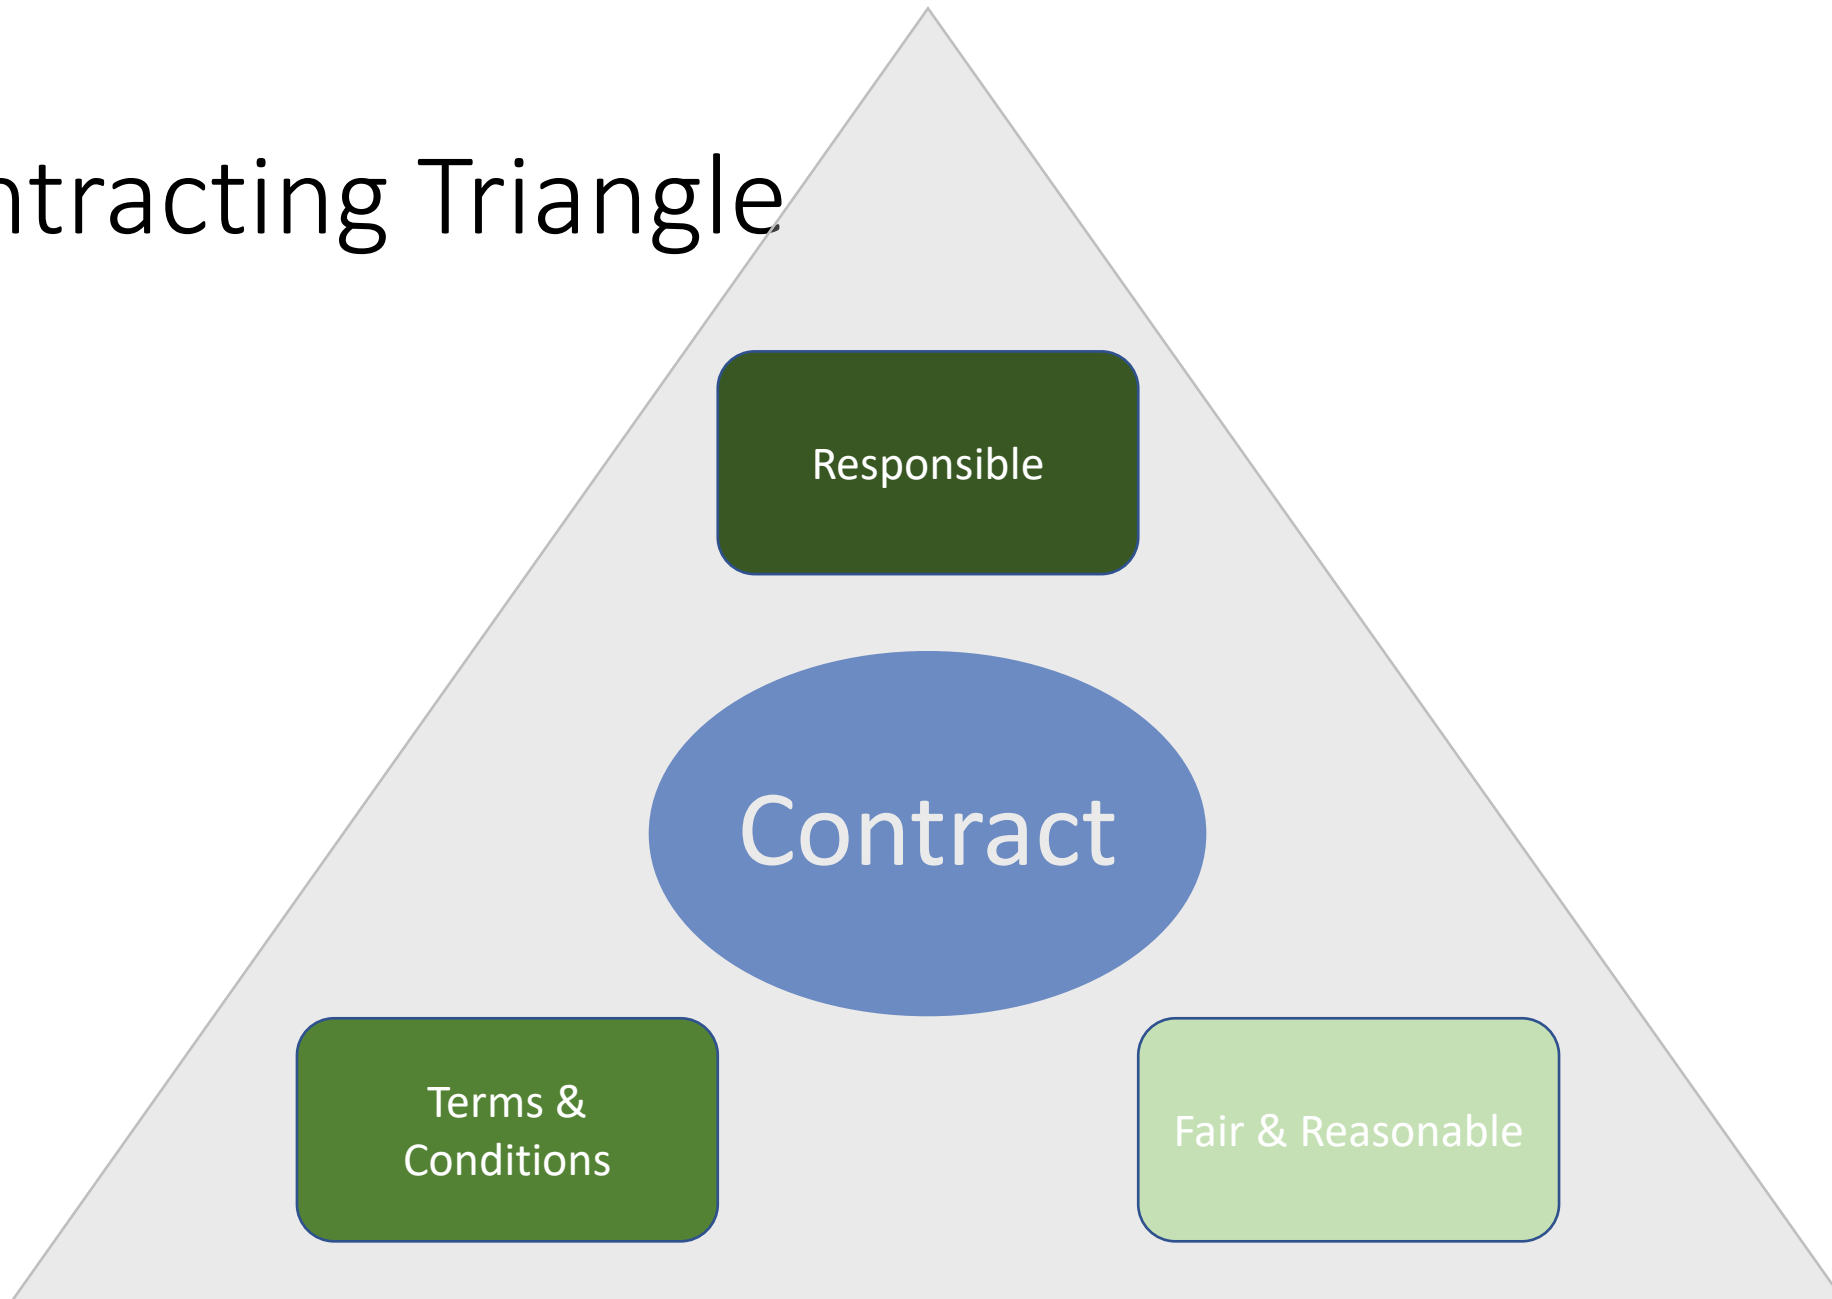 ntracting Triangle
Responsible
Contract
Terms &
Conditions
Fair & Reasonable